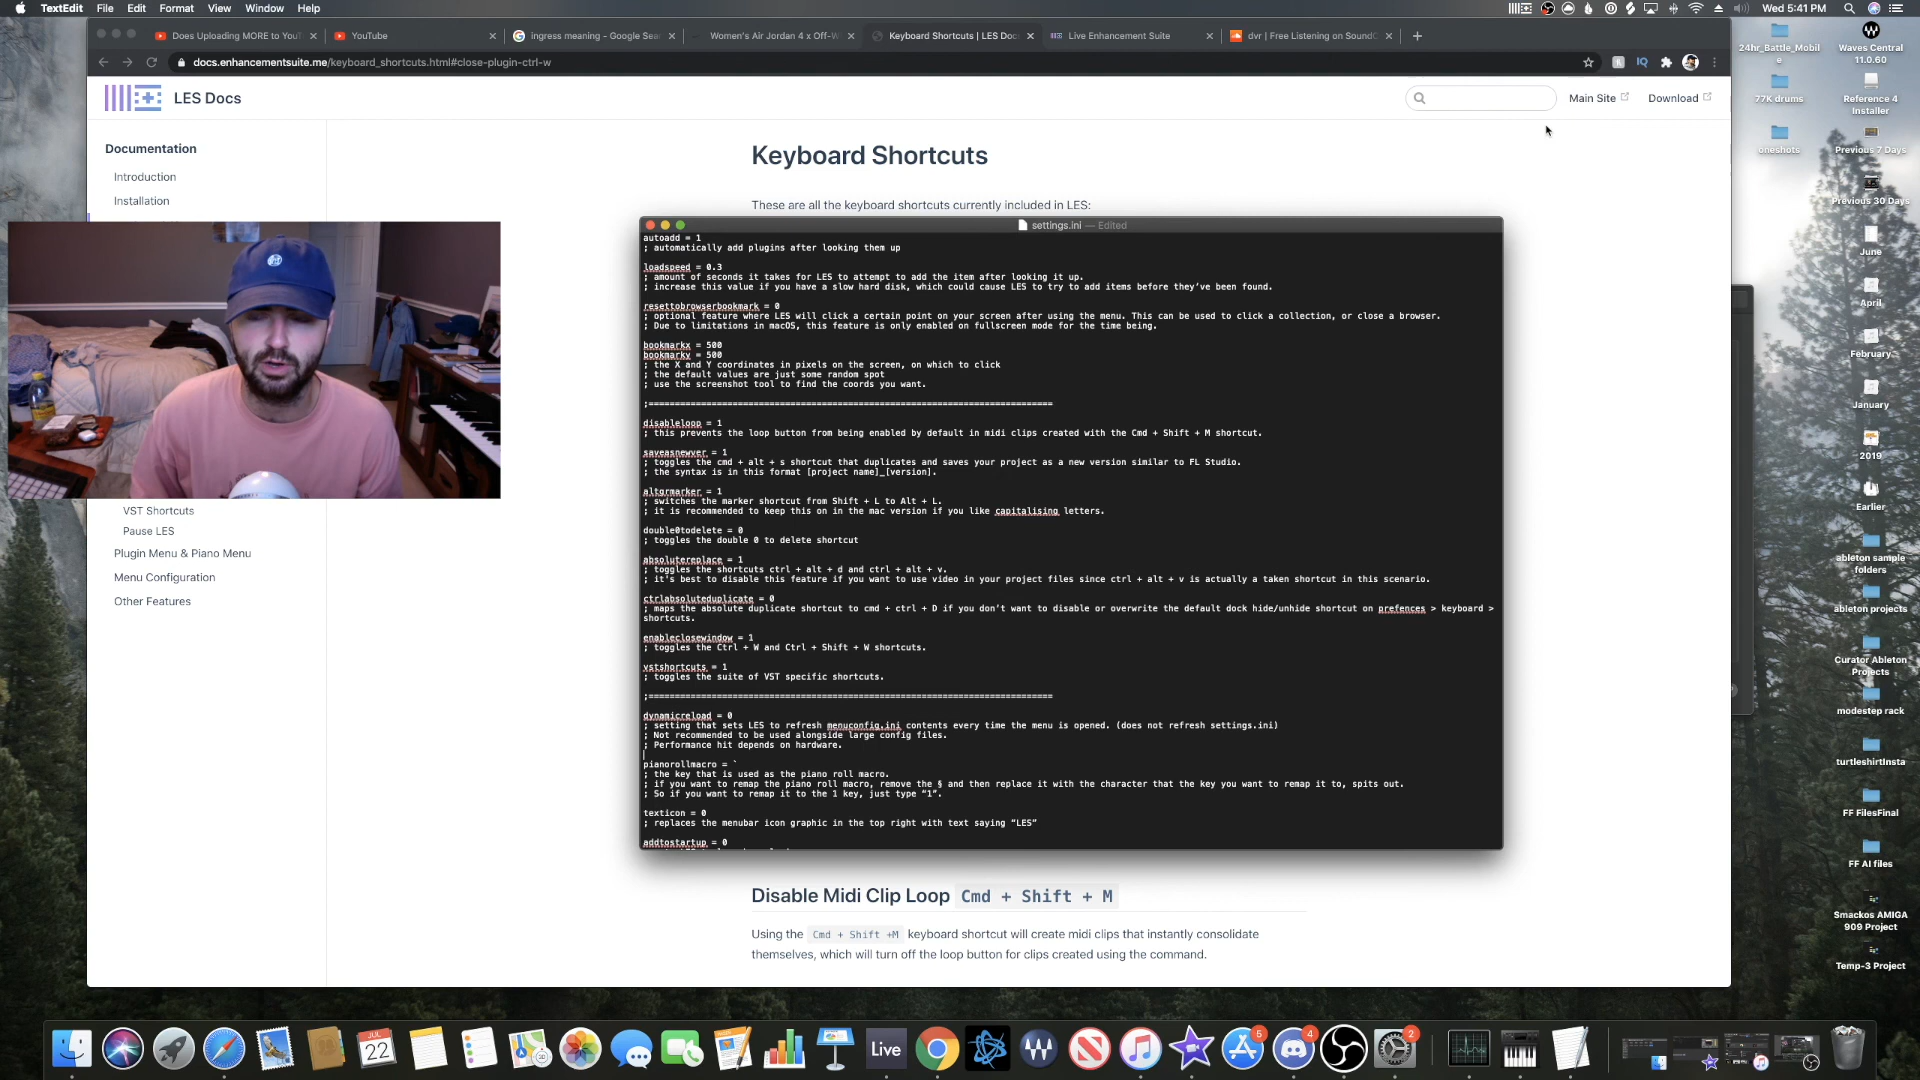 TextEdit File Edit Format View Window Help
Wed 5:41 PM
Does Uploading MORE to YouT
YouTube
ingress meaning - Google Sear
Women's Air Jordan 4 x Off-W
Keyboard Shortcuts | LES Doc
Live Enhancement Suite
dvr | Free Listening on SoundC
docs.enhancementsuite.me/keyboard_shortcuts.html#close-plugin-ctrl-w
LES Docs
Main Site
Download
Documentation
Introduction
Installation
VST Shortcuts
Pause LES
Plugin Menu & Piano Menu
Menu Configuration
Other Features
Keyboard Shortcuts
These are all the keyboard shortcuts currently included in LES:
settings.ini — Edited
autoadd = 1
; automatically add plugins after looking them up
loadspeed = 0.3
; amount of seconds it takes for LES to attempt to add the item after looking it up.
; increase this value if you have a slow hard disk, which could cause LES to try to add items before they've been found.
resettobrowserbookmark = 0
; optional feature where LES will click a certain point on your screen after using the menu. This can be used to click a collection, or close a browser.
; Due to limitations in macOS, this feature is only enabled on fullscreen mode for the time being.
bookmarkx = 500
bookmarky = 500
; the X and Y coordinates in pixels on the screen, on which to click
; the default values are just some random spot
; use the screenshot tool to find the coords you want.
;==============================================================================
disableloop = 1
; this prevents the loop button from being enabled by default in midi clips created with the Cmd + Shift + M shortcut.
saveasnewver = 1
; toggles the cmd + alt + s shortcut that duplicates and saves your project as a new version similar to FL Studio.
; the syntax is in this format [project name]_[version].
altgrmarker = 1
; switches the marker shortcut from Shift + L to Alt + L.
; it is recommended to keep this on in the mac version if you like capitalising letters.
double0todelete = 0
; toggles the double 0 to delete shortcut
absolutereplace = 1
; toggles the shortcuts ctrl + alt + d and ctrl + alt + v.
; it's best to disable this feature if you want to use video in your project files since ctrl + alt + v is actually a taken shortcut in this scenario.
ctrlabsoluteduplicate = 0
; maps the absolute duplicate shortcut to cmd + ctrl + D if you don't want to disable or overwrite the default dock hide/unhide shortcut on prefences > keyboard >
shortcuts.
enableclosewindow = 1
; toggles the Ctrl + W and Ctrl + Shift + W shortcuts.
vstshortcuts = 1
; toggles the suite of VST specific shortcuts.
;==============================================================================
dynamicreload = 0
; setting that sets LES to refresh menuconfig.ini contents every time the menu is opened. (does not refresh settings.ini)
; Not recommended to be used alongside large config files.
; Performance hit depends on hardware.
pianorollmacro = `
; the key that is used as the piano roll macro.
; if you want to remap the piano roll macro, remove the § and then replace it with the character that the key you want to remap it to, spits out.
; So if you want to remap it to the 1 key, just type “1”.
texticon = 0
; replaces the menubar icon graphic in the top right with text saying “LES”
addtostartup = 0
Disable Midi Clip Loop Cmd + Shift + M
Using the Cmd + Shift +M keyboard shortcut will create midi clips that instantly consolidate
themselves, which will turn off the loop button for clips created using the command.
24hr_Battle_Mobil
e
77K drums
oneshots
Waves Central
11.0.60
Reference 4
Installer
Previous 7 Days
Previous 30 Days
June
April
February
January
2019
Earlier
ableton sample
folders
ableton projects
Curator Ableton
Projects
modestep rack
turtleshirtInsta
FF FilesFinal
FF AI files
Smackos AMIGA
909 Project
Temp-3 Project
JUL
22
Live
5
4
2